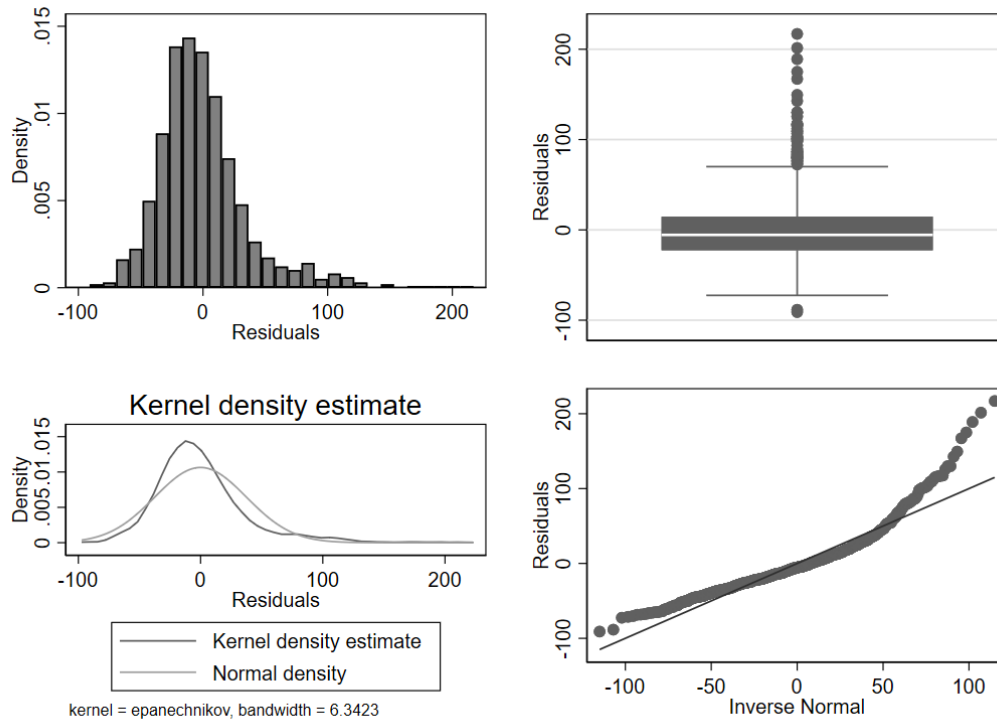 .015
.01
.005
0
Density
-100 0 100 200
Residuals
200
100
0
-100
Residuals
Kernel density estimate
0 .005 .01 .015
Density
-100 0 100 200
Residuals
Kernel density estimate
Normal density
kernel = epanechnikov, bandwidth = 6.3423
200
100
0
-100
Residuals
-100 -50 0 50 100
Inverse Normal